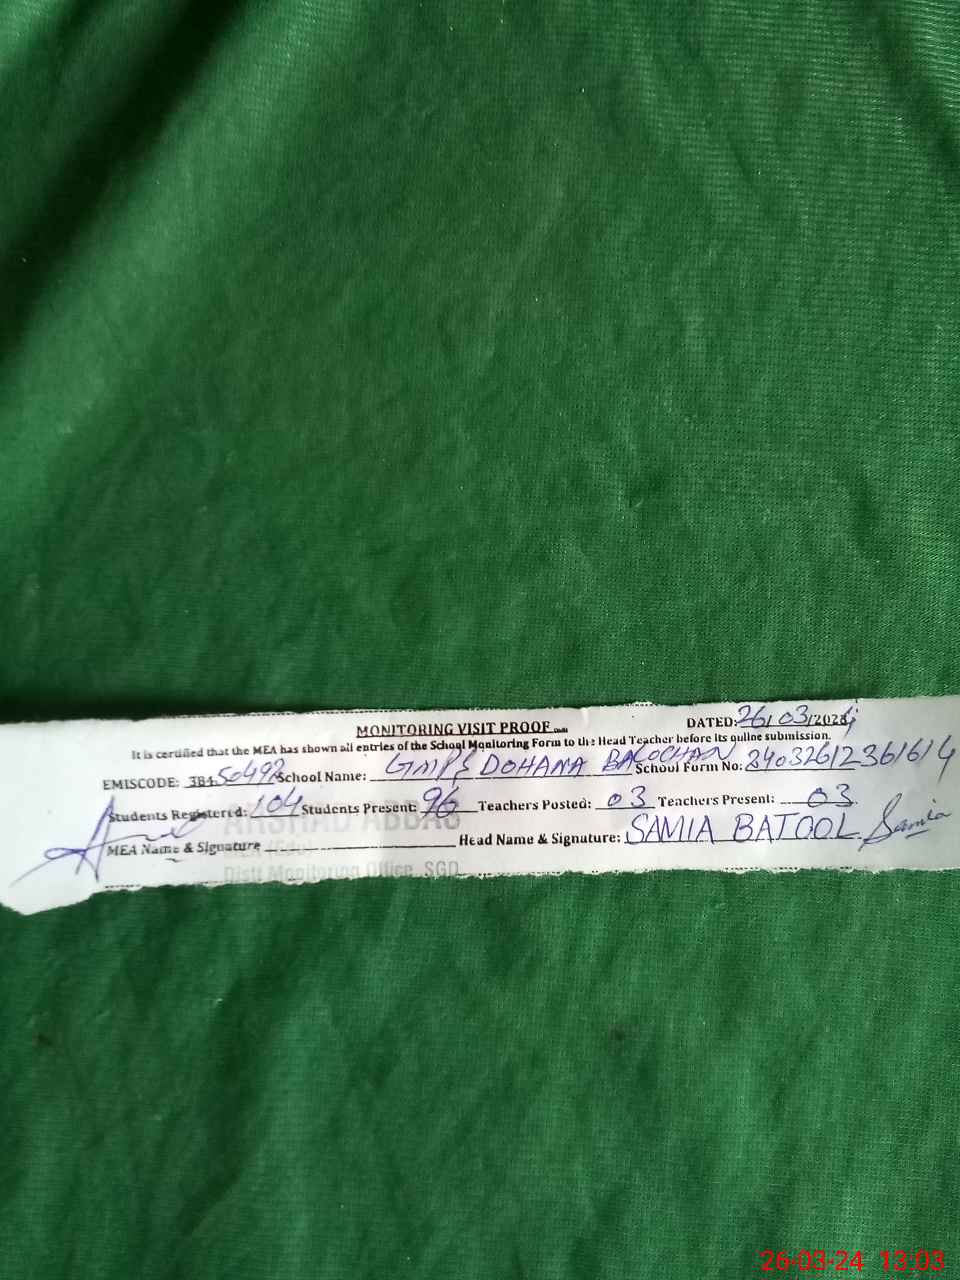 MONITORING VISIT PROOF
DATED: 26/03/2024
It is certified that the MEA has shown all entries of the School Monitoring Form to the Head Teacher before its online submission.
EMISCODE: 38450492 School Name: GMPS DOHANA BALOCHAN School Form No: 24032612361614
Students Registered: 104 Students Present: 96 Teachers Posted: 03 Teachers Present: 03
ARSHAD ABBAS
MEA Name & Signature Head Name & Signature: SAMIA BATOOL Samia
MEA (Edu)
Distt Monitoring Office, SGD
26-03-24 13:03